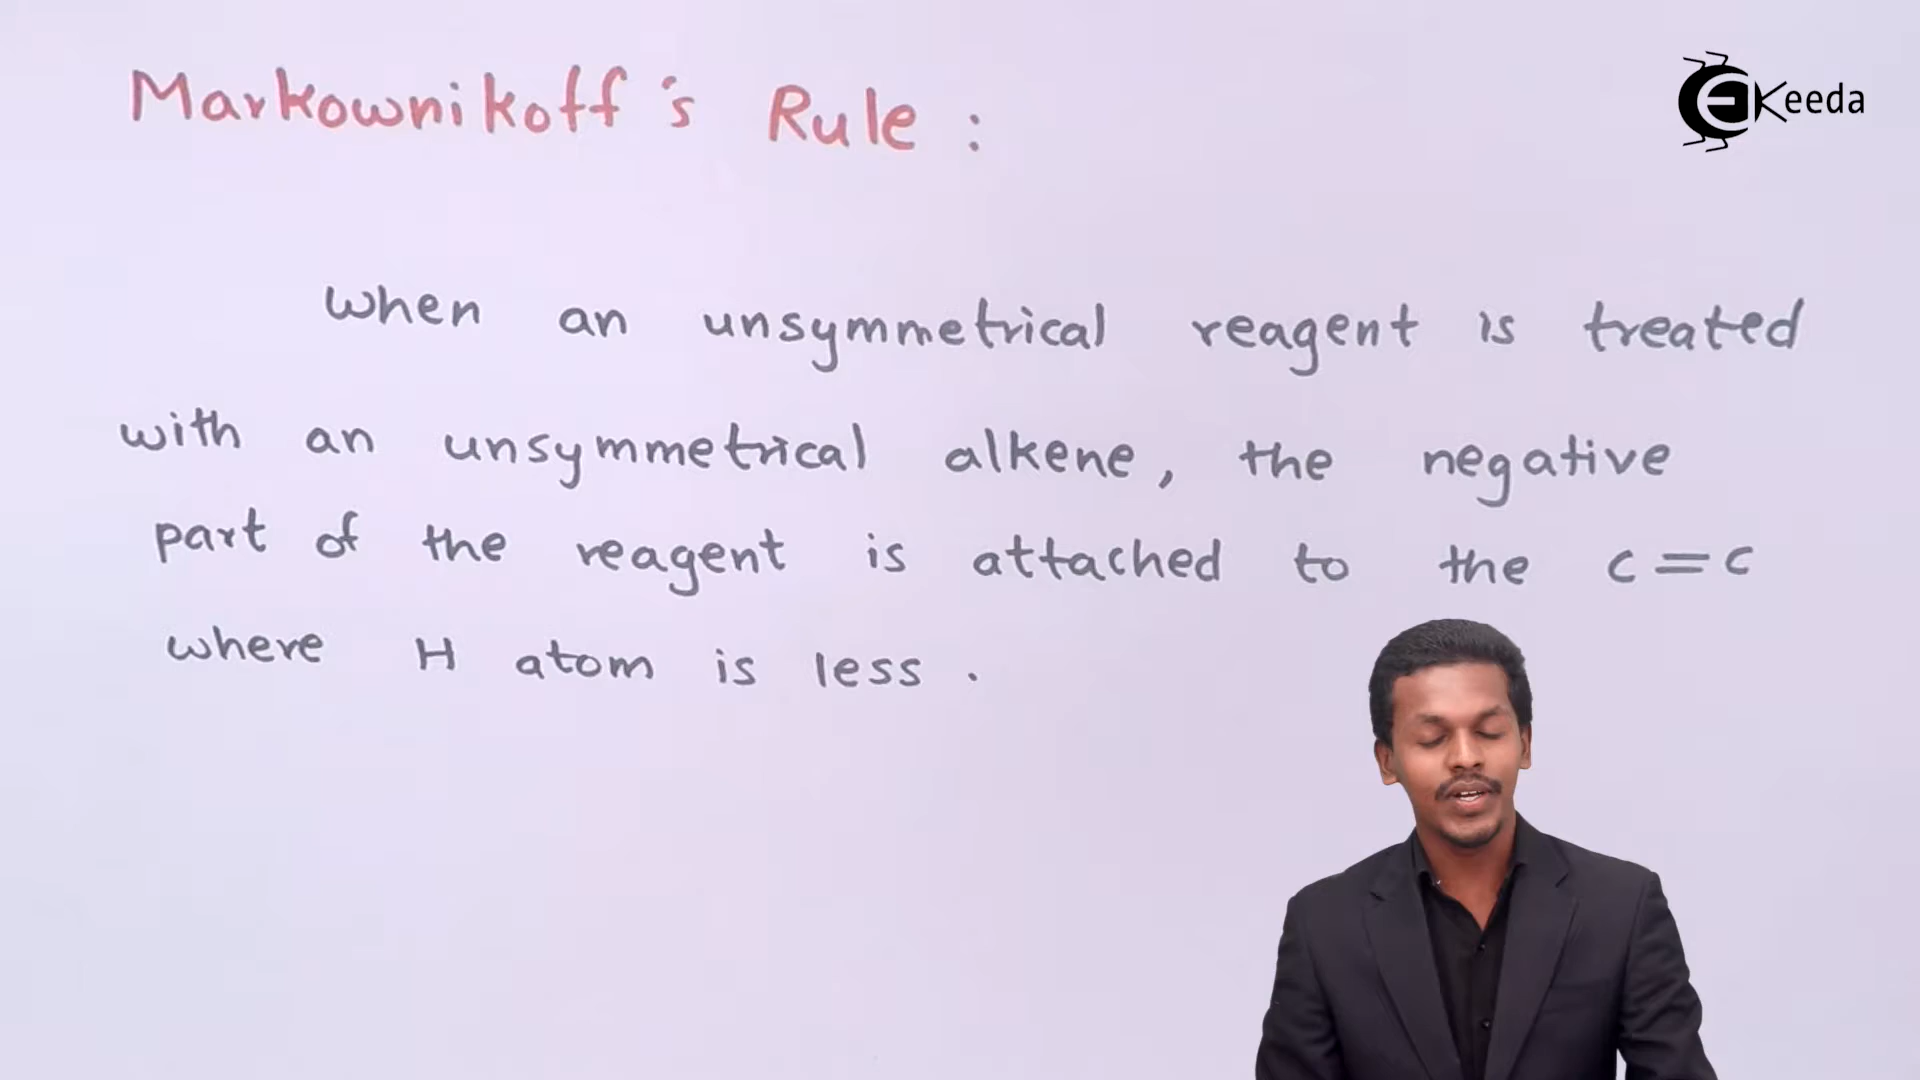 Markownikoff's Rule :
EKeeda
When an unsymmetrical reagent is treated
with an unsymmetrical alkene, the negative
part of the reagent is attached to the c=c
where H atom is less .